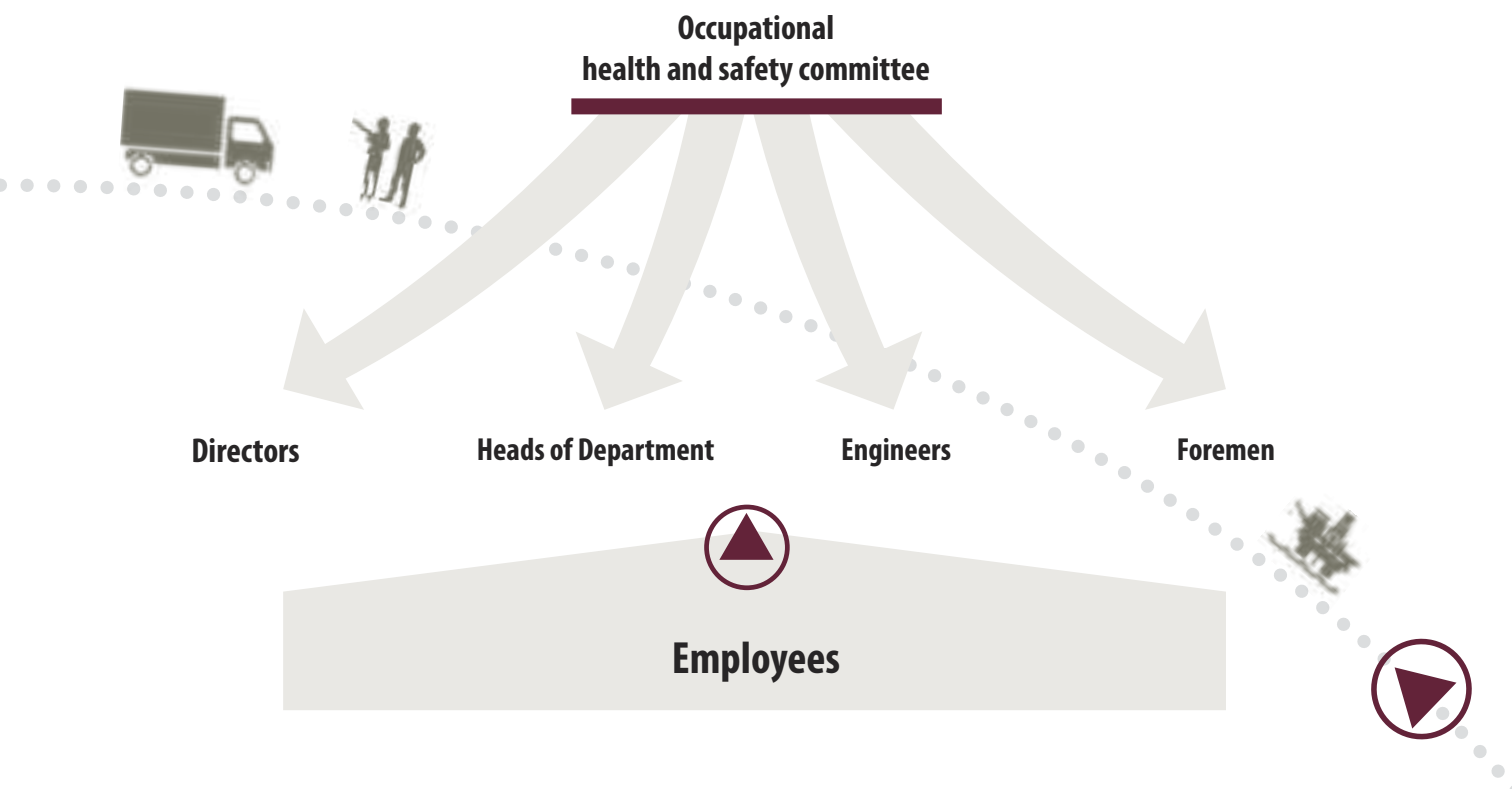 Occupational
health and safety committee
Directors
Heads of Department
Engineers
Foremen
Employees